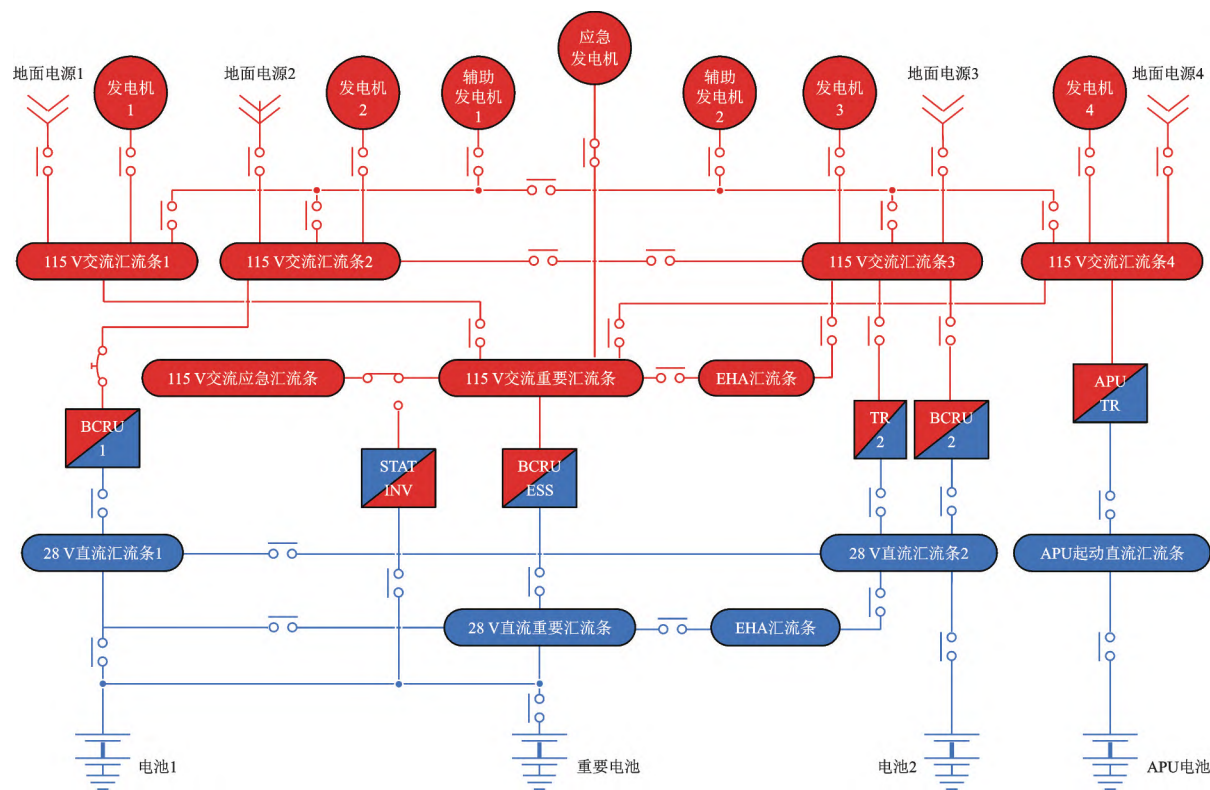 应急
发电机
地面电源1
发电机
1
地面电源2
发电机
2
辅助
发电机
1
辅助
发电机
2
发电机
3
地面电源3
发电机
4
地面电源4
115 V交流汇流条1
115 V交流汇流条2
115 V交流汇流条3
115 V交流汇流条4
115 V交流应急汇流条
115 V交流重要汇流条
EHA汇流条
BCRU
1
STAT
INV
BCRU
ESS
TR
2
BCRU
2
APU
TR
28 V直流汇流条1
28 V直流汇流条2
APU起动直流汇流条
28 V直流重要汇流条
EHA汇流条
电池1
重要电池
电池2
APU电池